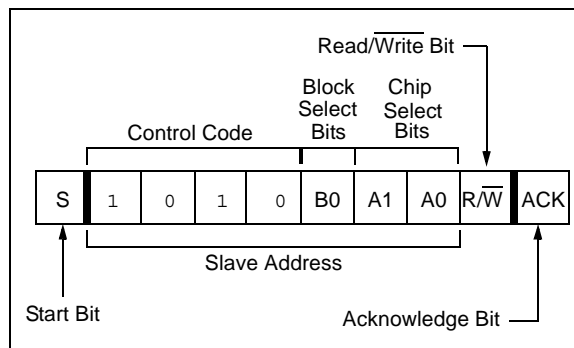 Read/Write Bit
Block
Select
Bits
Chip
Select
Bits
Control Code
S 1 0 1 0 B0 A1 A0 R/W ACK
Slave Address
Start Bit
Acknowledge Bit